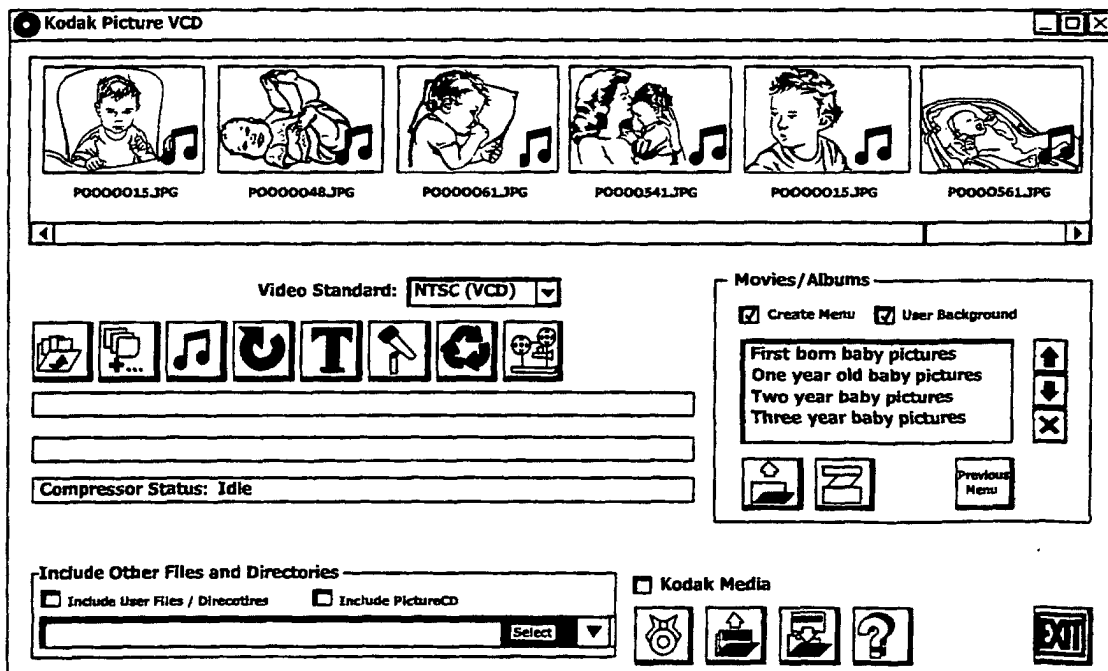 Kodak Picture VCD
P0000015.JPG P0000048.JPG P0000061.JPG P0000541.JPG P0000015.JPG P0000561.JPG
Video Standard: NTSC (VCD)
T
+...
Compressor Status: Idle
Movies/Albums
Create Menu User Background
First born baby pictures
One year old baby pictures
Two year baby pictures
Three year baby pictures
Previous
Menu
Include Other Files and Directories
Include User Files / Direcotires Include PictureCD
Select
Kodak Media
?
EXIT